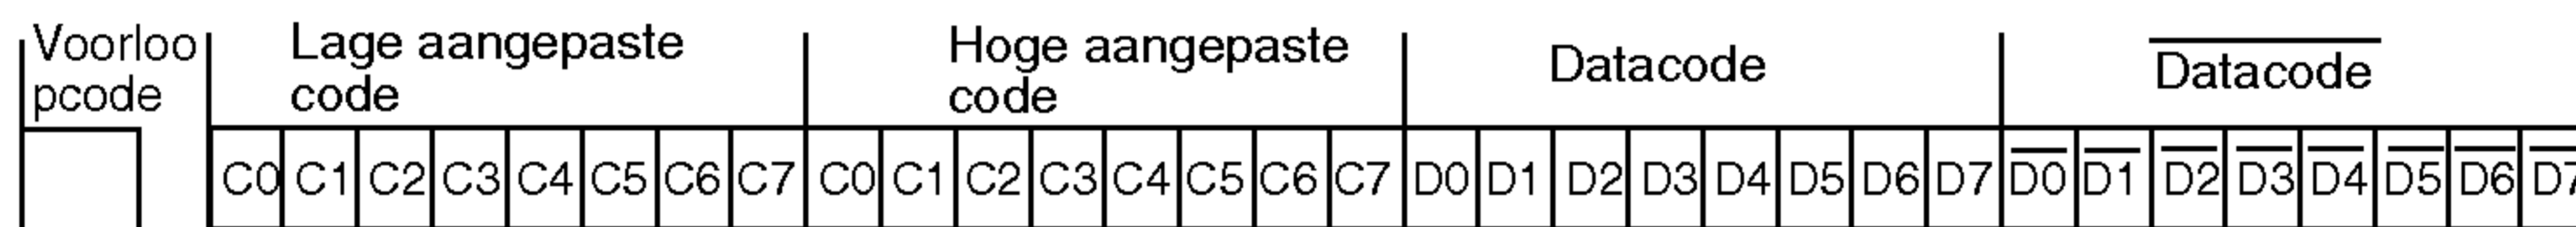 Voorloo
pcode
Lage aangepaste
code
Hoge aangepaste
code
Datacode
Datacode
C0 C1 C2 C3 C4 C5 C6 C7 C0 C1 C2 C3 C4 C5 C6 C7 D0 D1 D2 D3 D4 D5 D6 D7 D0 D1 D2 D3 D4 D5 D6 D7